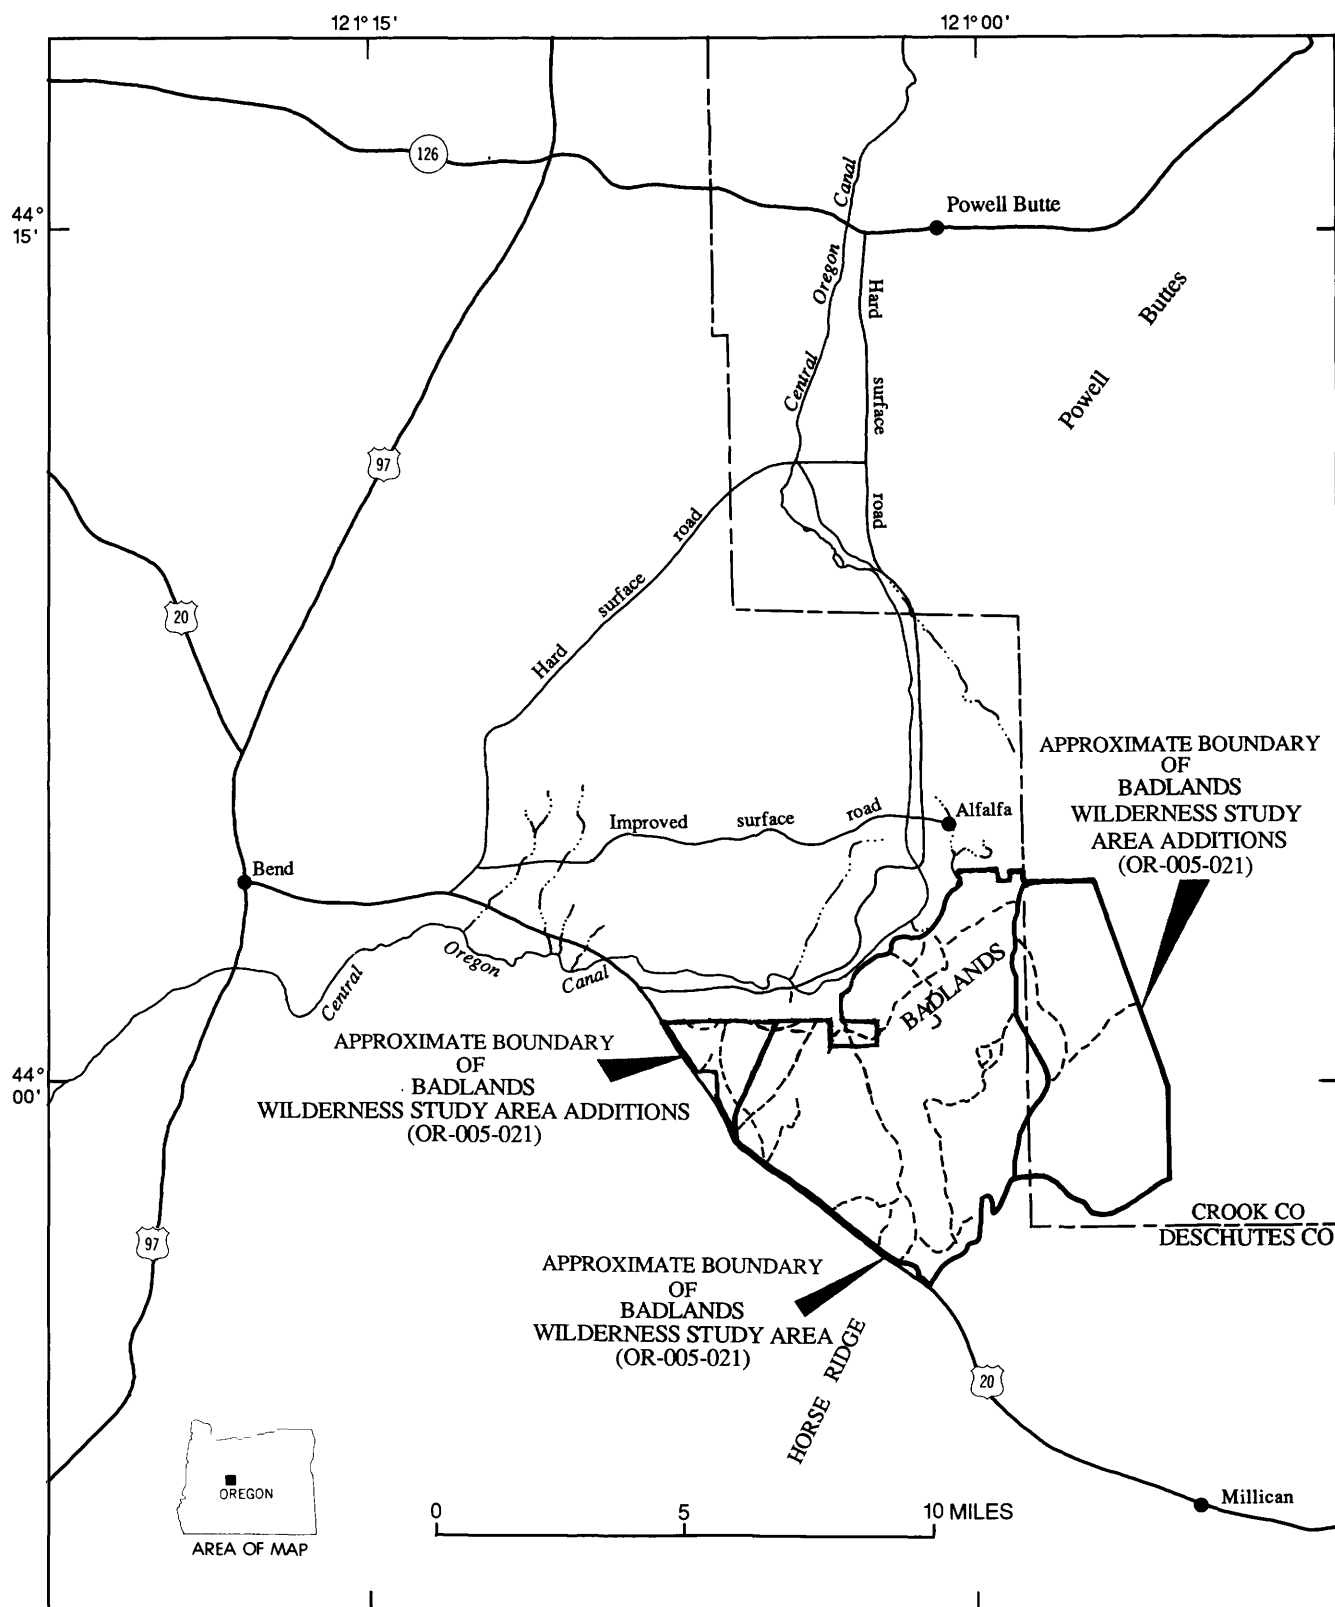 121° 15'
121° 00'
126
Canal
Powell Butte
44°
15'
Oregon
Hard
Buttes
Central
surface
Powell
97
road
road
20
surface
Hard
APPROXIMATE BOUNDARY
OF
BADLANDS
WILDERNESS STUDY
AREA ADDITIONS
(OR-005-021)
Improved surface road
Alfalfa
Bend
Oregon
Canal
Central
BADLANDS
44°
00'
APPROXIMATE BOUNDARY
OF
BADLANDS
WILDERNESS STUDY AREA ADDITIONS
(OR-005-021)
CROOK CO
DESCHUTES CO
97
APPROXIMATE BOUNDARY
OF
BADLANDS
WILDERNESS STUDY AREA
(OR-005-021)
HORSE RIDGE
20
OREGON
AREA OF MAP
0 5 10 MILES
Millican